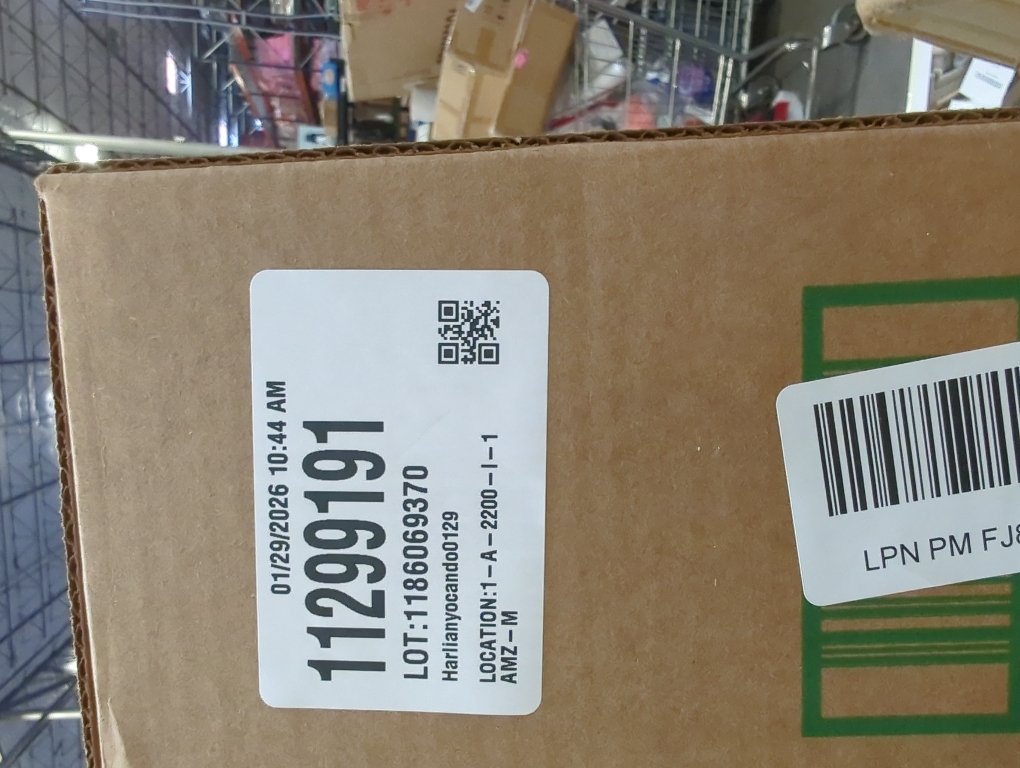 01/29/2026 10:44 AM
11299191
LOT:1186069370
Harlianyocando0129
LOCATION:1-A-2200-I-1
AMZ-M
LPN PM FJ8